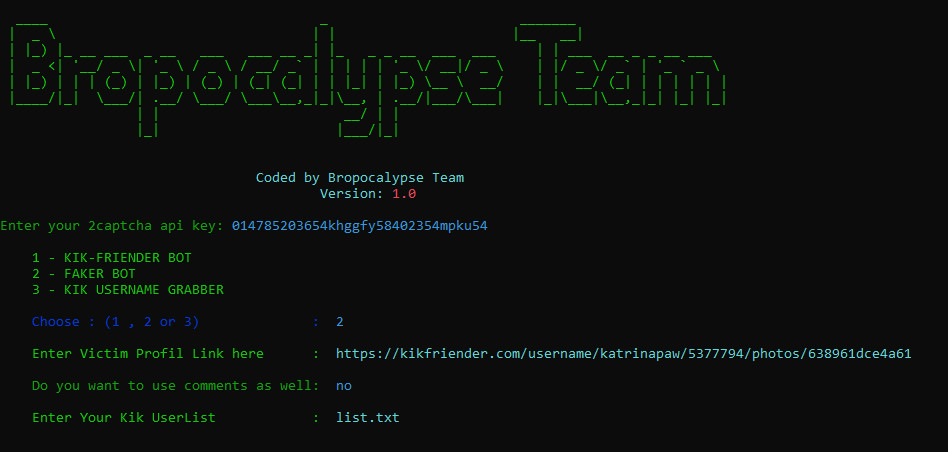 Bropocalypse Team
Coded by Bropocalypse Team
Version: 1.0
Enter your 2captcha api key: 014785203654khggfy58402354mpku54
1 - KIK-FRIENDER BOT
2 - FAKER BOT
3 - KIK USERNAME GRABBER
Choose : (1 , 2 or 3) : 2
Enter Victim Profil Link here : https://kikfriender.com/username/katrinapaw/5377794/photos/638961dce4a61
Do you want to use comments as well: no
Enter Your Kik UserList : list.txt